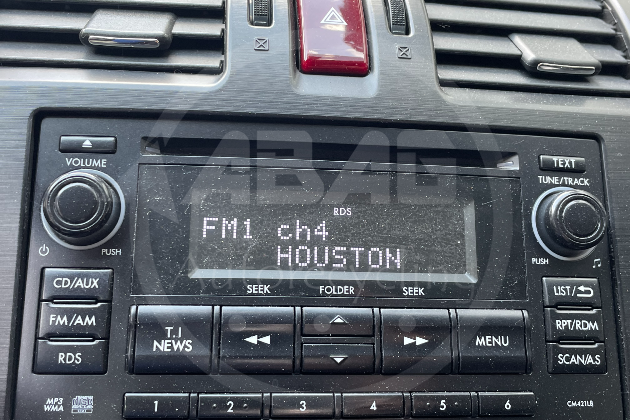 ABAG
VOLUME
TEXT
TUNE/TRACK
RDS
FM1 ch4
HOUSTON
PUSH
PUSH
SEEK FOLDER SEEK
CD/AUX
LIST/
FM/AM
T.I NEWS
MENU
RPT/RDM
RDS
SCAN/A.S
MP3 WMA
1 2 3 4 5 6
CM421LB